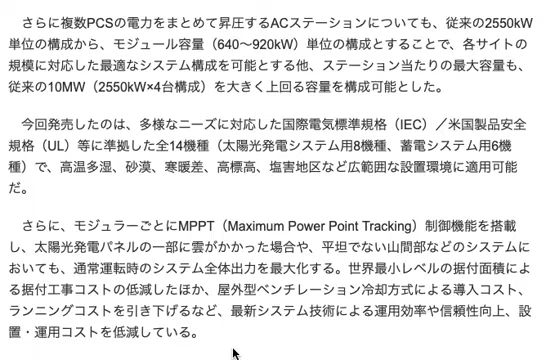 さらに複数PCSの電力をまとめて昇圧するACステーションについても、従来の2550kW
単位の構成から、モジュール容量（640～920kW）単位の構成とすることで、各サイトの
規模に対応した最適なシステム構成を可能とする他、ステーション当たりの最大容量も、
従来の10MW（2550kW×4台構成）を大きく上回る容量を構成可能とした。
今回発売したのは、多様なニーズに対応した国際電気標準規格（IEC）／米国製品安全
規格（UL）等に準拠した全14機種（太陽光発電システム用8機種、蓄電システム用6機
種）で、高温多湿、砂漠、寒暖差、高標高、塩害地区など広範囲な設置環境に適用可能
だ。
さらに、モジュラーごとにMPPT（Maximum Power Point Tracking）制御機能を搭載
し、太陽光発電パネルの一部に雲がかかった場合や、平坦でない山間部などのシステムに
おいても、通常運転時のシステム全体出力を最大化する。世界最小レベルの据付面積によ
る据付工事コストの低減したほか、屋外型ベンチレーション冷却方式による導入コスト、
ランニングコストを引き下げるなど、最新システム技術による運用効率や信頼性向上、設
置・運用コストを低減している。